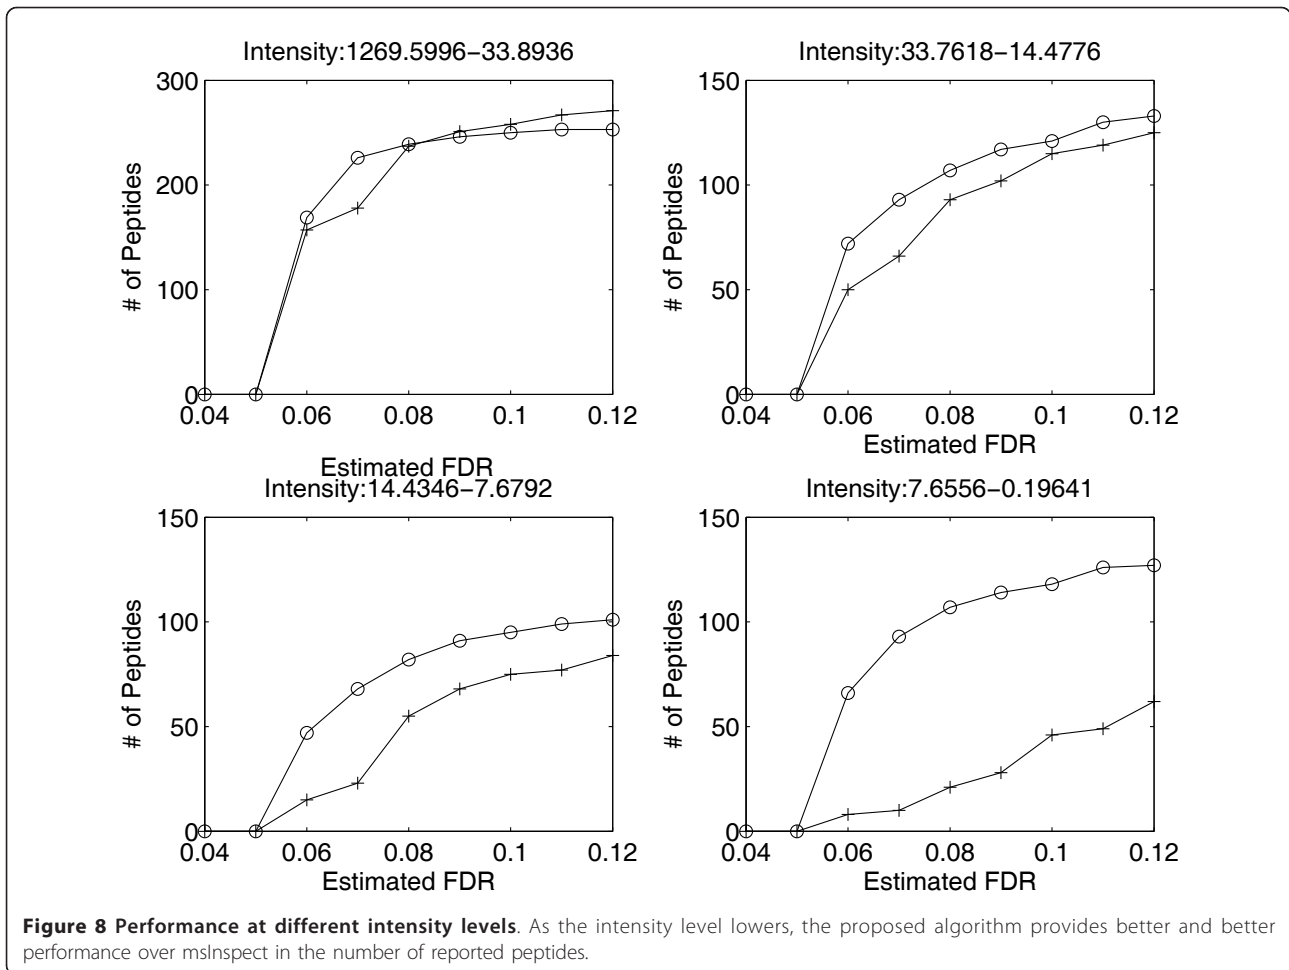 Intensity:1269.5996−33.8936
300
200
100
0
# of Peptides
0.04 0.06 0.08 0.1 0.12
Estimated FDR
Intensity:33.7618−14.4776
150
100
50
0
# of Peptides
0.04 0.06 0.08 0.1 0.12
Estimated FDR
Intensity:14.4346−7.6792
150
100
50
0
# of Peptides
0.04 0.06 0.08 0.1 0.12
Estimated FDR
Intensity:7.6556−0.19641
150
100
50
0
# of Peptides
0.04 0.06 0.08 0.1 0.12
Estimated FDR
Figure 8 Performance at different intensity levels. As the intensity level lowers, the proposed algorithm provides better and better
performance over msInspect in the number of reported peptides.